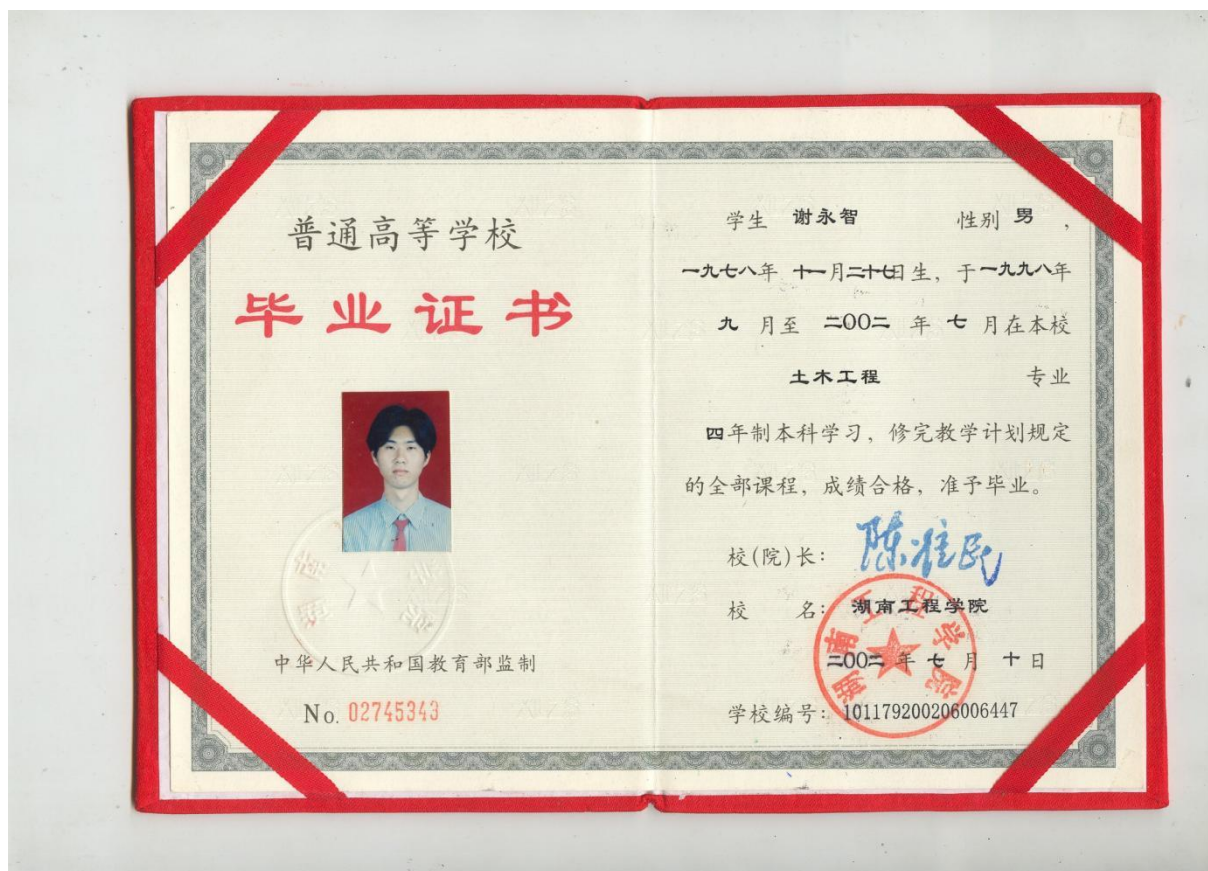 普通高等学校
毕业证书
中华人民共和国教育部监制
No. 02745343
学生 谢永智 性别 男，
一九七八年 十一月二十七日生，于一九九八年
九 月至 二00二 年 七 月在本校
土木工程 专业
四年制本科学习，修完教学计划规定
的全部课程，成绩合格，准予毕业。
校(院)长：
校 名：湖南工程学院
二00二 年 七 月 十 日
学校编号：101179200206006447
湖南工程学院